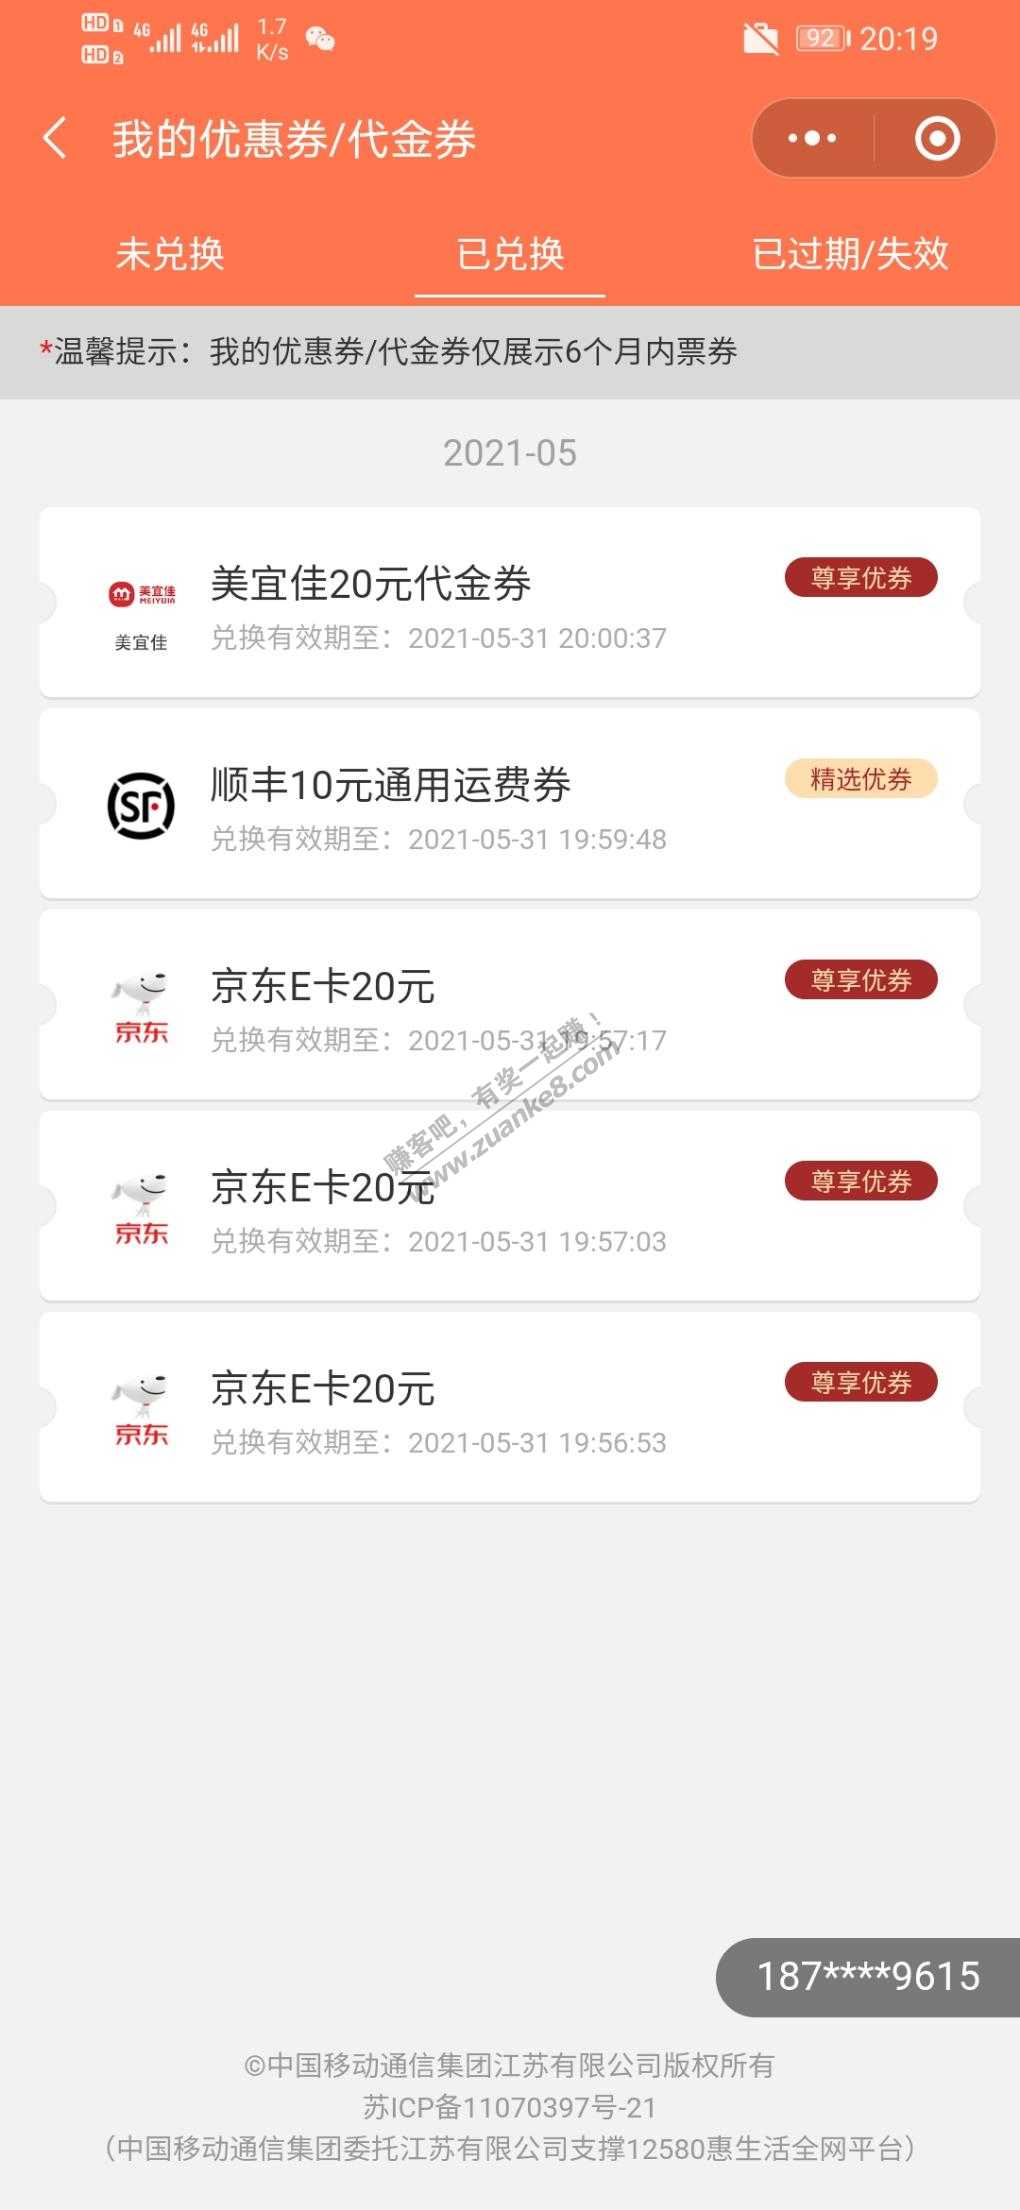 HD 1 4G 4G 1.7
HD 2 K/s
92 20:19
我的优惠券/代金券
未兑换 已兑换 已过期/失效
*温馨提示：我的优惠券/代金券仅展示6个月内票券
2021-05
美宜佳20元代金券 尊享优券
美宜佳
MEIYIJIA
兑换有效期至：2021-05-31 20:00:37
美宜佳
顺丰10元通用运费券 精选优券
SF
兑换有效期至：2021-05-31 19:59:48
京东E卡20元 尊享优券
京东
兑换有效期至：2021-05-31 19:57:17
赚客吧，有奖一起赚！
www.zuanke8.com
京东E卡20元 尊享优券
京东
兑换有效期至：2021-05-31 19:57:03
京东E卡20元 尊享优券
京东
兑换有效期至：2021-05-31 19:56:53
187****9615
©中国移动通信集团江苏有限公司版权所有
苏ICP备11070397号-21
（中国移动通信集团委托江苏有限公司支撑12580惠生活全网平台）